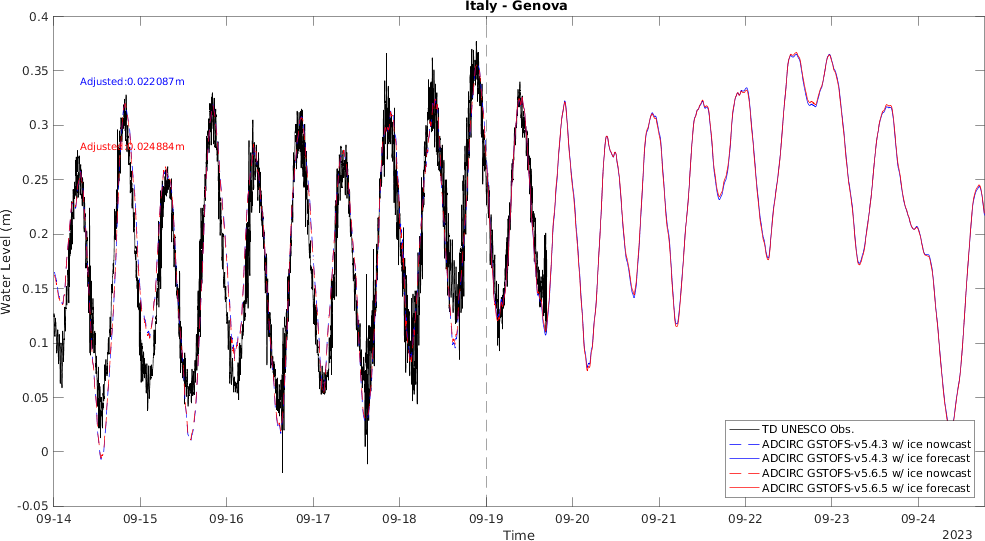 Italy - Genova
0.4
0.35
0.3
0.25
0.2
0.15
0.1
0.05
0
-0.05
Water Level (m)
Adjusted:0.022087m
Adjusted:0.024884m
TD UNESCO Obs.
ADCIRC GSTOFS-v5.4.3 w/ ice nowcast
ADCIRC GSTOFS-v5.4.3 w/ ice forecast
ADCIRC GSTOFS-v5.6.5 w/ ice nowcast
ADCIRC GSTOFS-v5.6.5 w/ ice forecast
09-14 09-15 09-16 09-17 09-18 09-19 09-20 09-21 09-22 09-23 09-24
Time
2023